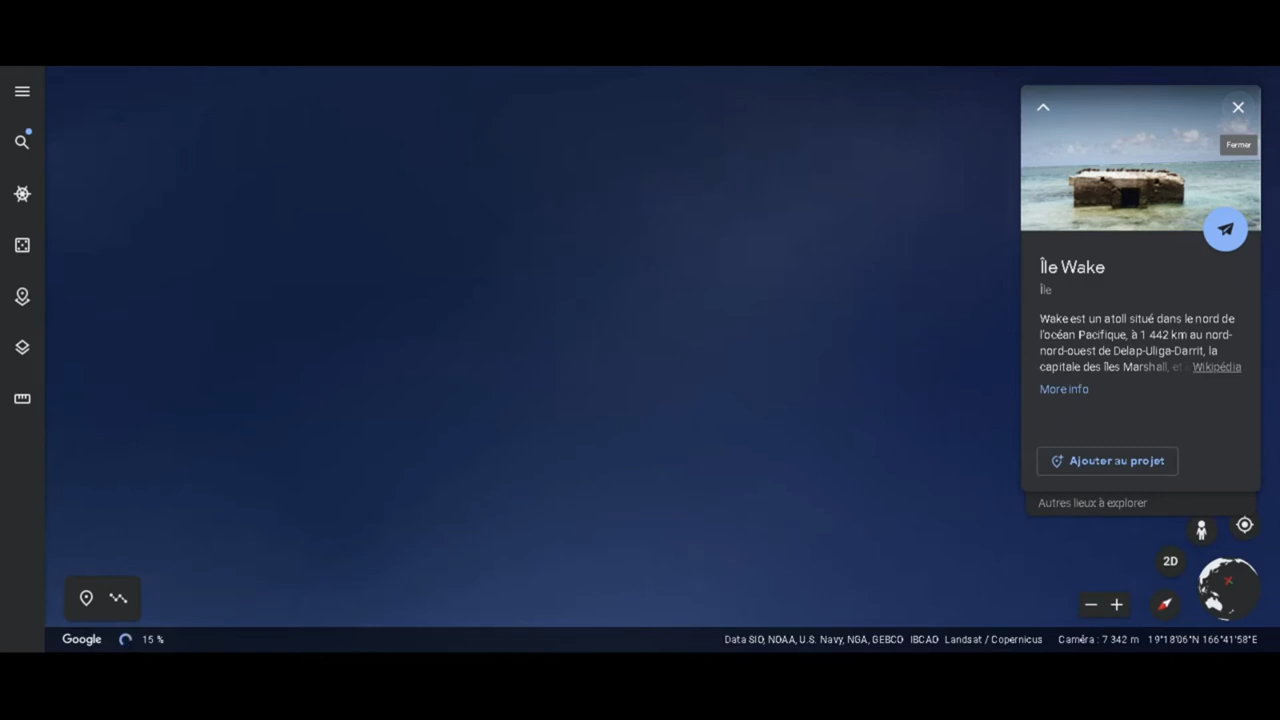 Fermer
Île Wake
Île
Wake est un atoll situé dans le nord de
l'océan Pacifique, à 1 442 km au nord-
nord-ouest de Delap-Uliga-Darrit, la
capitale des îles Marshall, et Wikipédia
More info
Ajouter au projet
Autres lieux à explorer
2D
Google 15 % Data SIO, NOAA, U.S. Navy, NGA, GEBCO IBCAO Landsat / Copernicus Caméra : 7 342 m 19°18'06"N 166°41'58"E